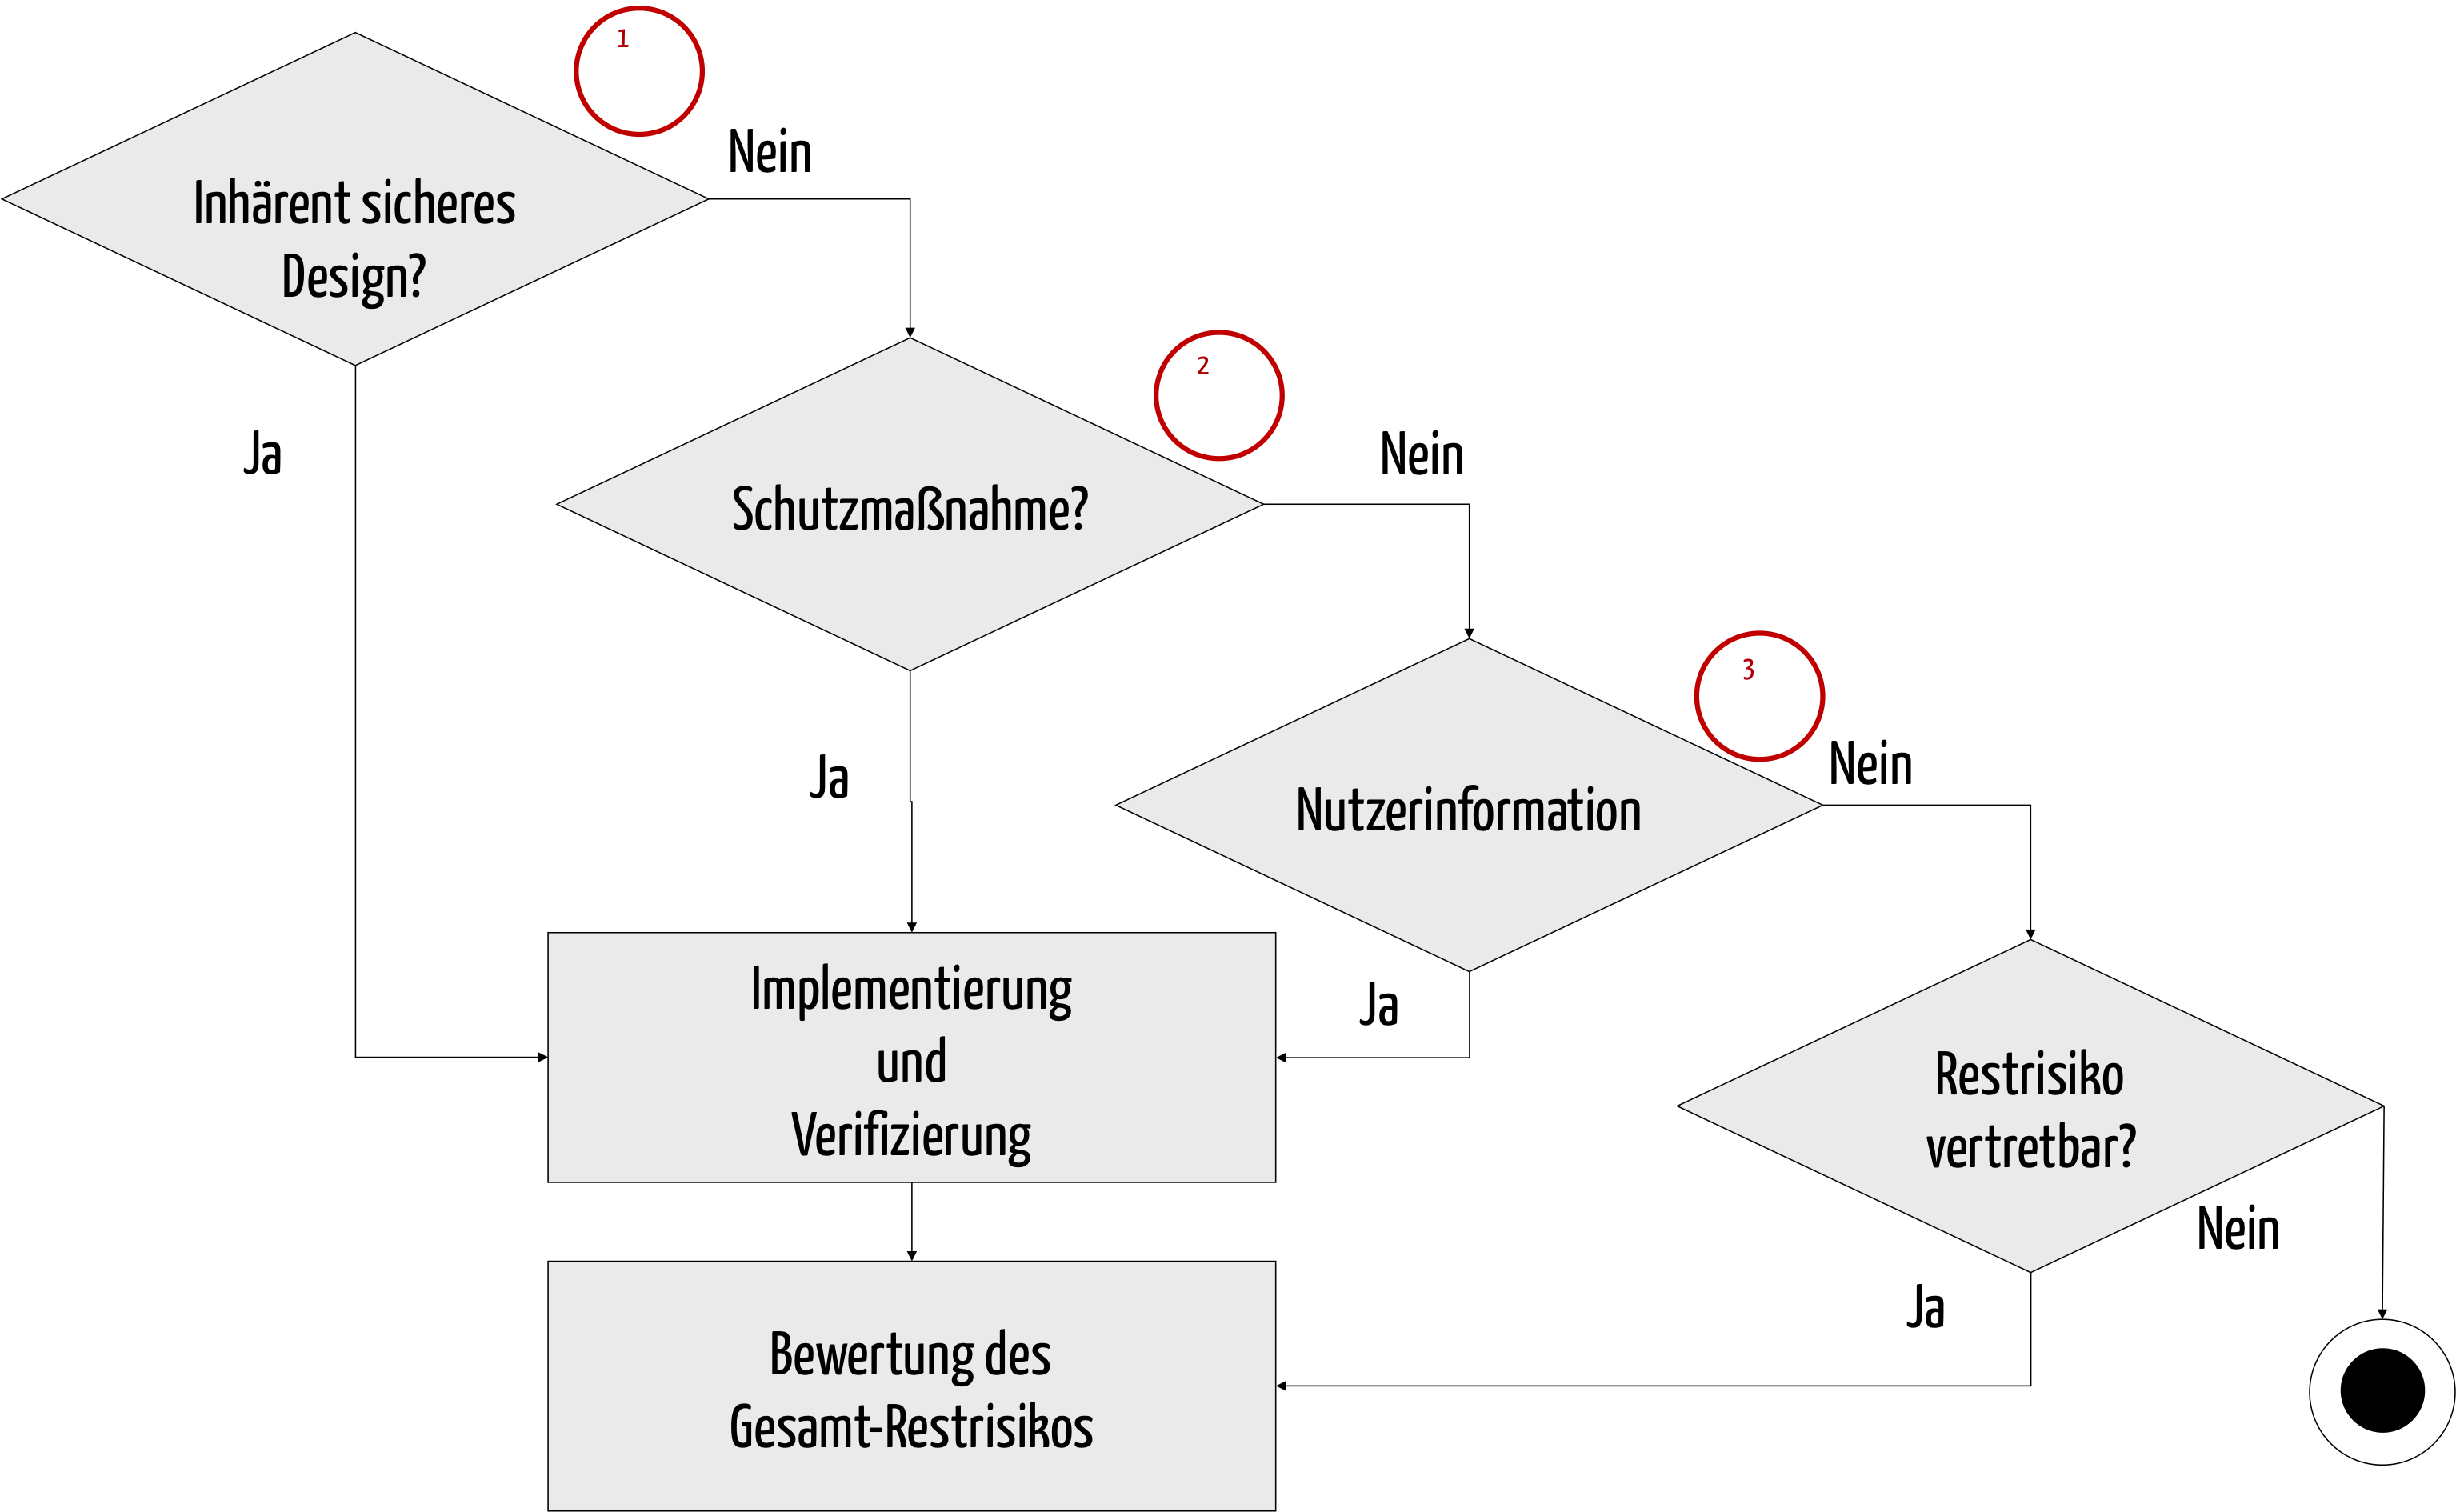 1
Nein
Inhärent sicheres
Design?
2
Ja
Nein
Schutzmaßnahme?
3
Ja
Nein
Nutzerinformation
Implementierung
und
Verifizierung
Ja
Restrisiko
vertretbar?
Nein
Ja
Bewertung des
Gesamt-Restrisikos